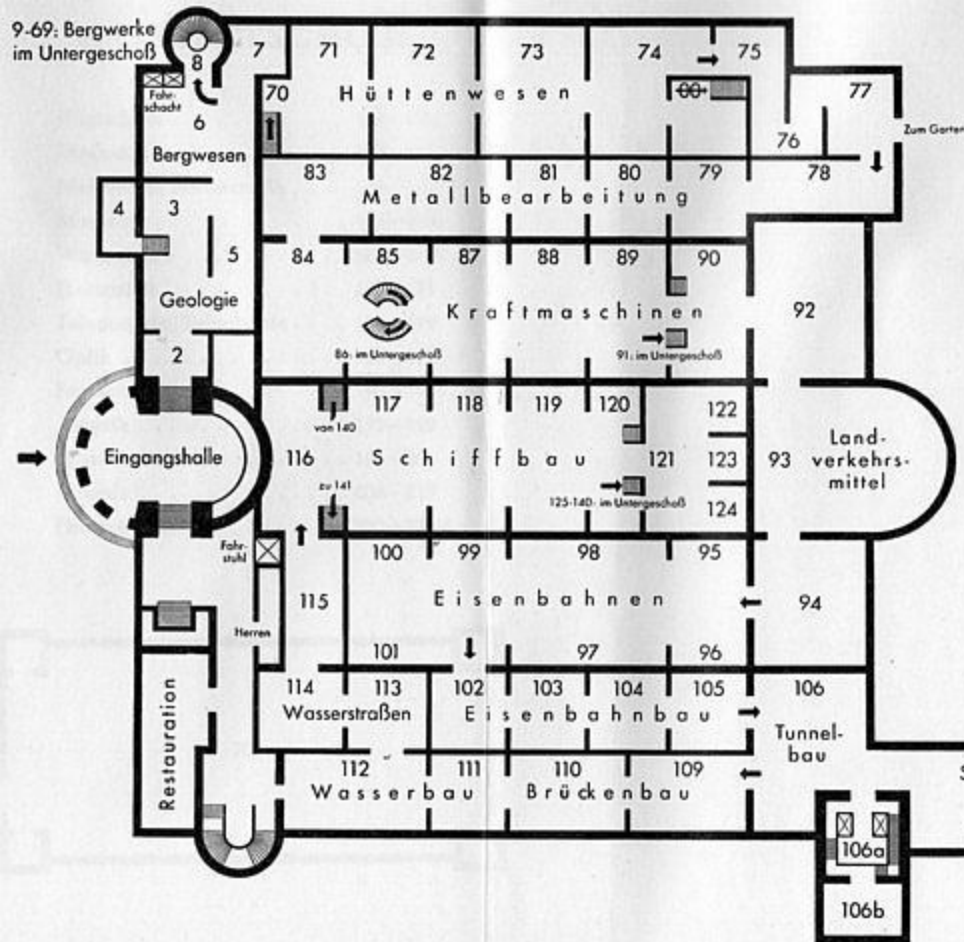 9-69: Bergwerke
im Untergeschoß
8
7
71
72
73
74
75
Fahr-
schacht
6
70
Hüttenwesen
00
77
76
Zum Garten
Bergwesen
83
82
81
80
79
78
4
3
Metallbearbeitung
5
84
85
87
88
89
90
Geologie
Kraftmaschinen
92
2
86: im Untergeschoß
91: im Untergeschoß
117
118
119
120
122
von 140
Eingangshalle
116
Schiffbau
121
123
93
Land-
verkehrs-
mittel
zu 141
125-140: im Untergeschoß
124
Fahr-
stuhl
100
99
98
95
115
Eisenbahnen
94
Herren
101
97
96
114
113
102
103
104
105
106
Wasserstraßen
Eisenbahnbau
Tunnel-
bau
Restauration
112
111
110
109
Wasserbau
Brückenbau
S
106a
106b